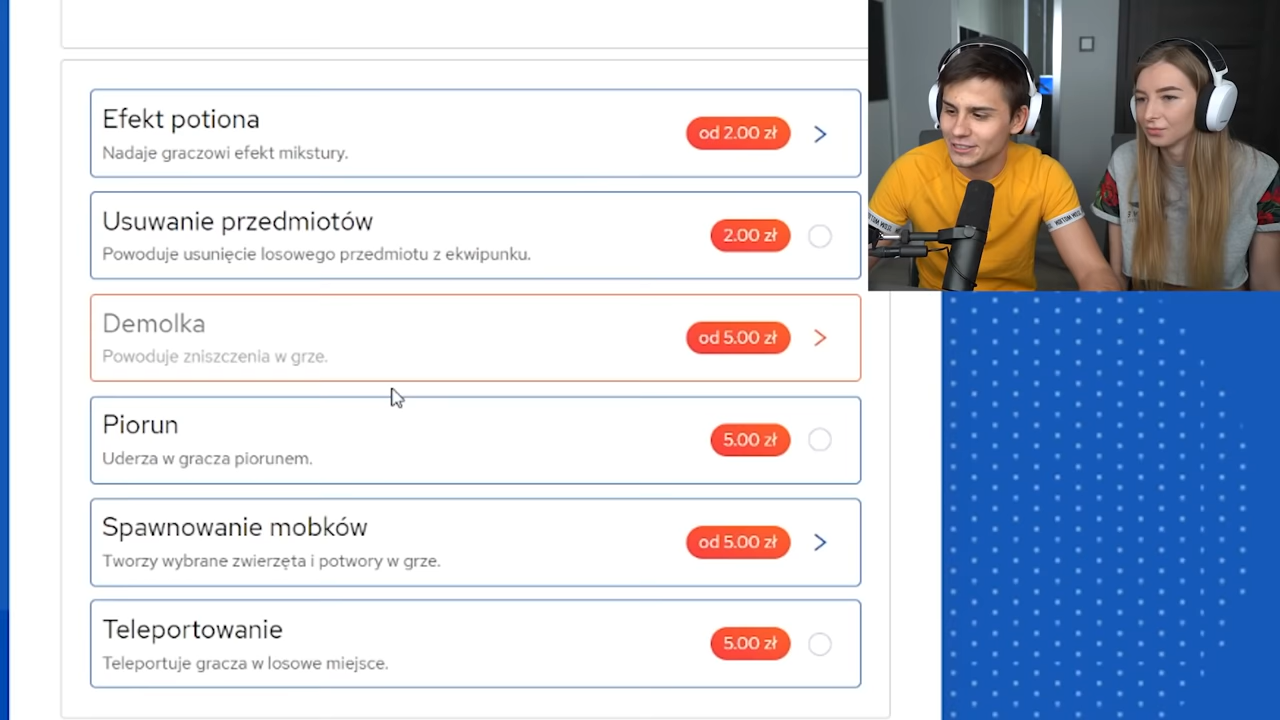 Efekt potiona
od 2.00 zł
Nadaje graczowi efekt mikstury.
Usuwanie przedmiotów
2.00 zł
Powoduje usunięcie losowego przedmiotu z ekwipunku.
Demolka
od 5.00 zł
Powoduje zniszczenia w grze.
Piorun
5.00 zł
Uderza w gracza piorunem.
Spawnowanie mobków
od 5.00 zł
Tworzy wybrane zwierzęta i potwory w grze.
Teleportowanie
5.00 zł
Teleportuje gracza w losowe miejsce.